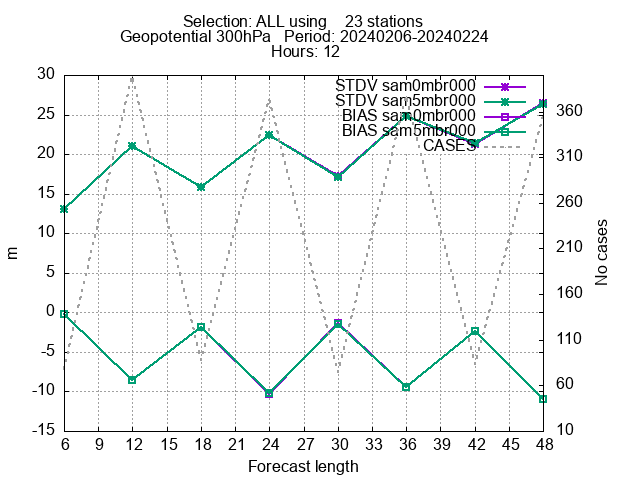 Selection: ALL using 23 stations
Geopotential 300hPa Period: 20240206-20240224
Hours: 12
STDV sam0mbr000
STDV sam5mbr000
BIAS sam0mbr000
BIAS sam5mbr000
CASES
30
25
20
15
10
5
0
-5
-10
-15
m
360
310
260
210
160
110
60
10
No cases
6 9 12 15 18 21 24 27 30 33 36 39 42 45 48
Forecast length